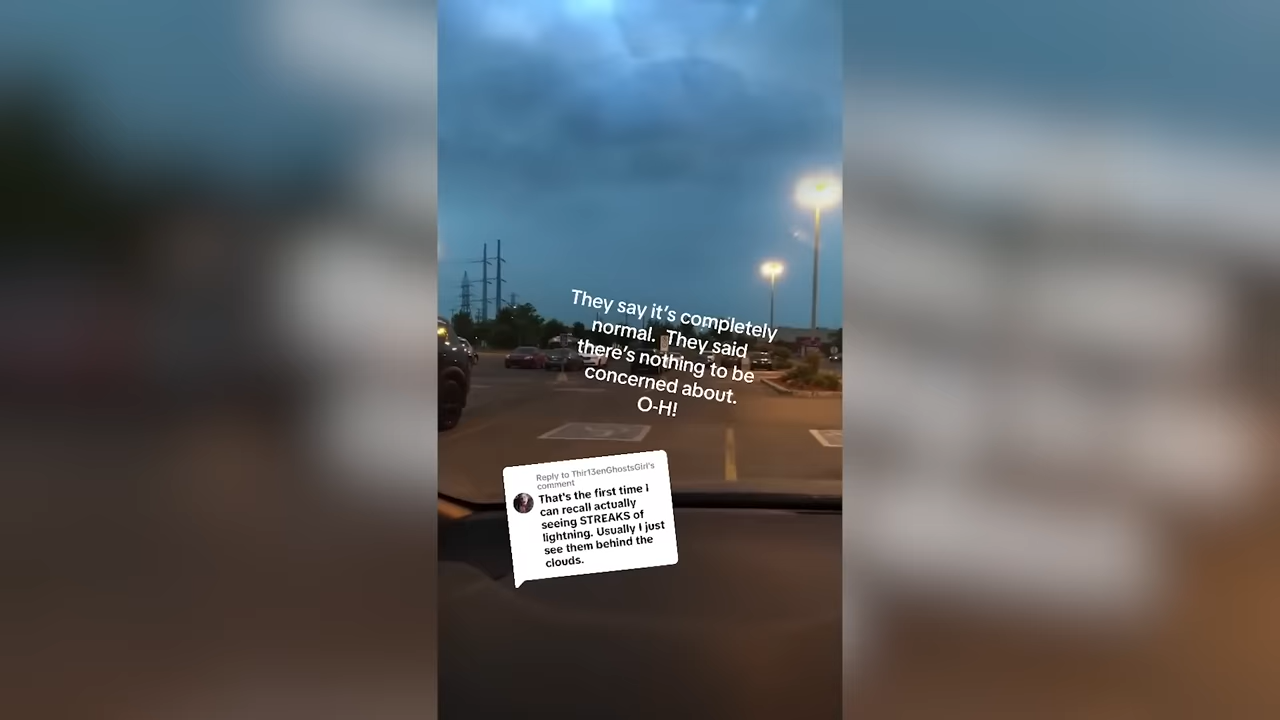 They say it's completely
normal.  They said
there's nothing to be
concerned about.
O-H!
Reply to Thir13enGhostsGirl's
comment
That's the first time I
can recall actually
seeing STREAKS of
lightning. Usually I just
see them behind the
clouds.